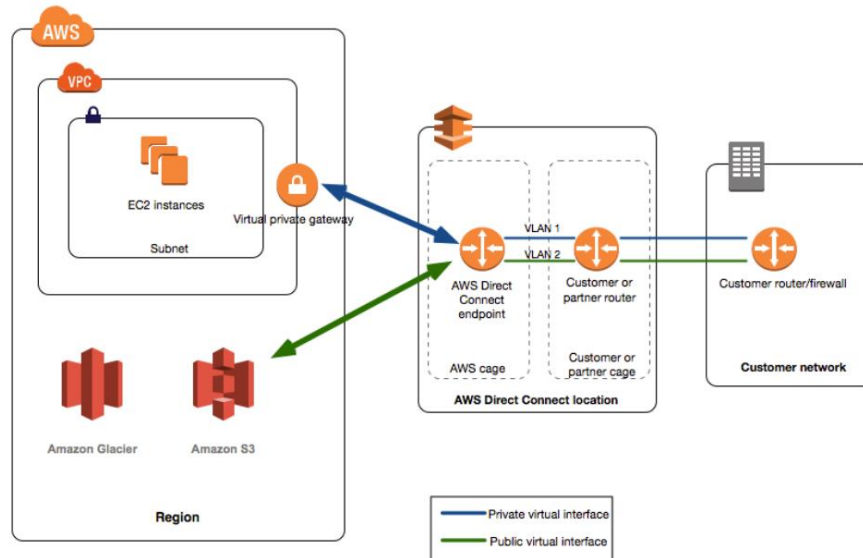 AWS
VPC
EC2 instances
Virtual private gateway
Subnet
Amazon Glacier
Amazon S3
Region
VLAN 1
VLAN 2
AWS Direct
Connect
endpoint
Customer or
partner router
AWS cage
Customer or
partner cage
AWS Direct Connect location
Customer router/firewall
Customer network
Private virtual interface
Public virtual interface